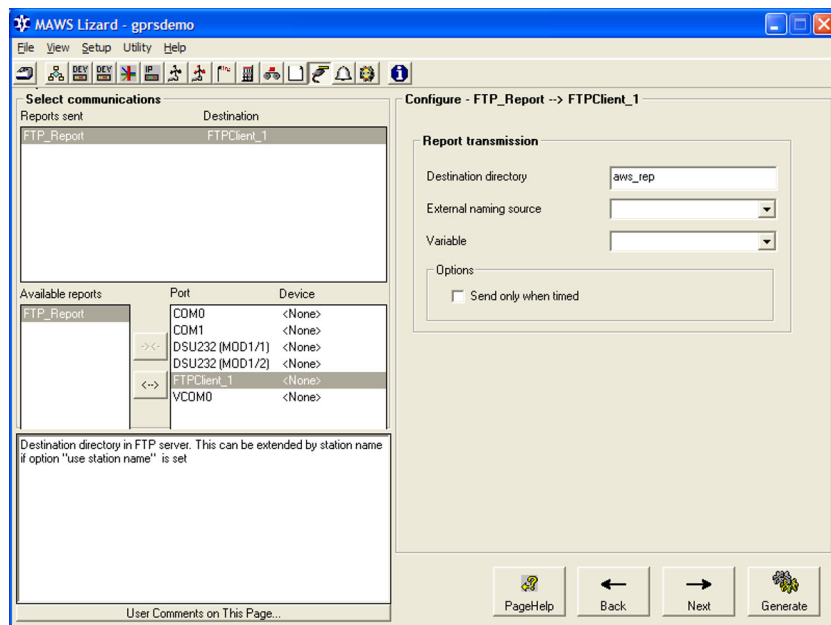 MAWS Lizard - gprsdemo
File View Setup Utility Help
Select communications
Reports sent Destination
FTP_Report FTPClient_1
Available reports Port Device
FTP_Report
COM0 <None>
COM1 <None>
DSU232 (MOD1/1) <None>
DSU232 (MOD1/2) <None>
FTPClient_1 <None>
VCOM0 <None>
-><-
<-->
Destination directory in FTP server. This can be extended by station name
if option "use station name" is set
User Comments on This Page...
Configure - FTP_Report --> FTPClient_1
Report transmission
Destination directory aws_rep
External naming source
Variable
Options
Send only when timed
PageHelp Back Next Generate